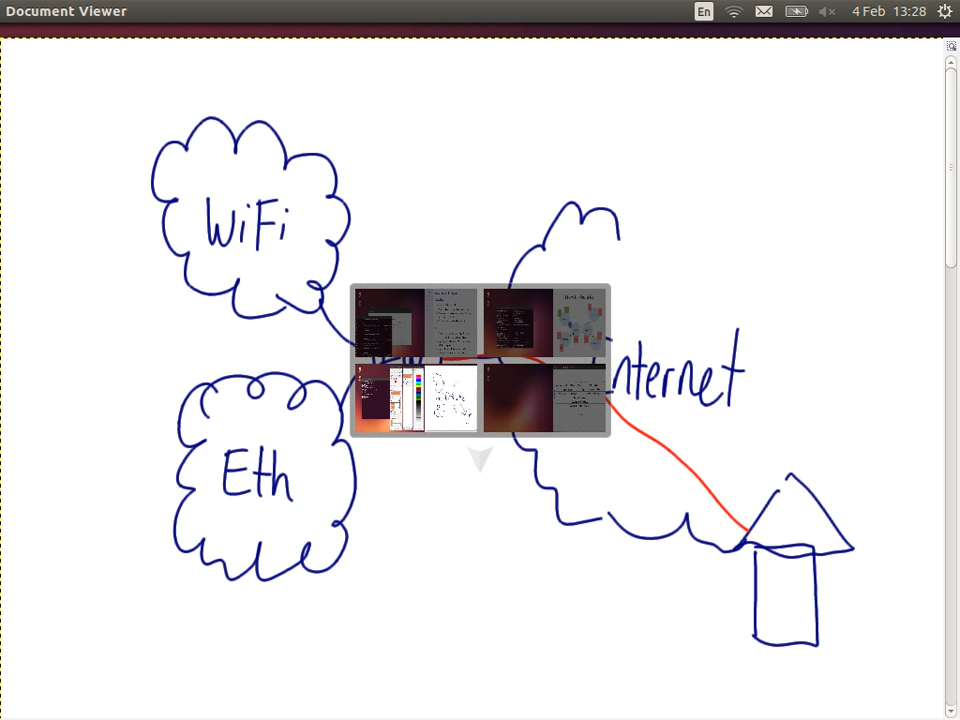 Document Viewer
En
4 Feb 13:28
WiFi
Internet
Eth